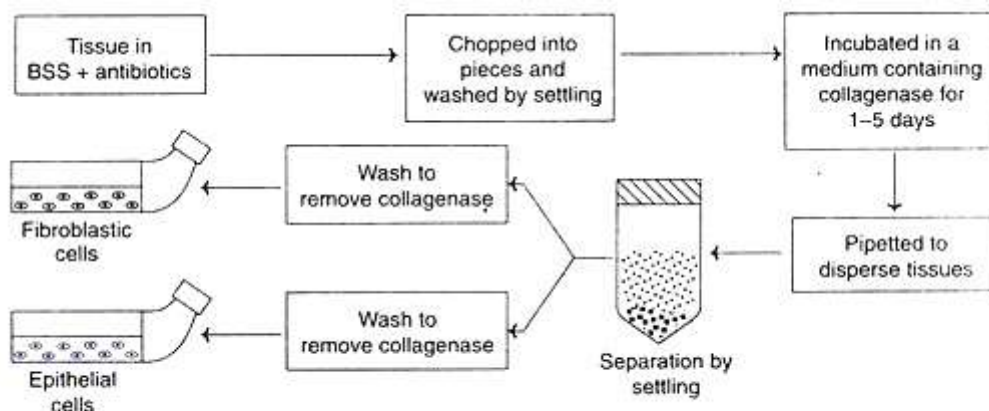 Tissue in
BSS + antibiotics
Chopped into
pieces and
washed by settling
Incubated in a
medium containing
collagenase for
1–5 days
Pipetted to
disperse tissues
Separation by
settling
Wash to
remove collagenase
Fibroblastic
cells
Wash to
remove collagenase
Epithelial
cells